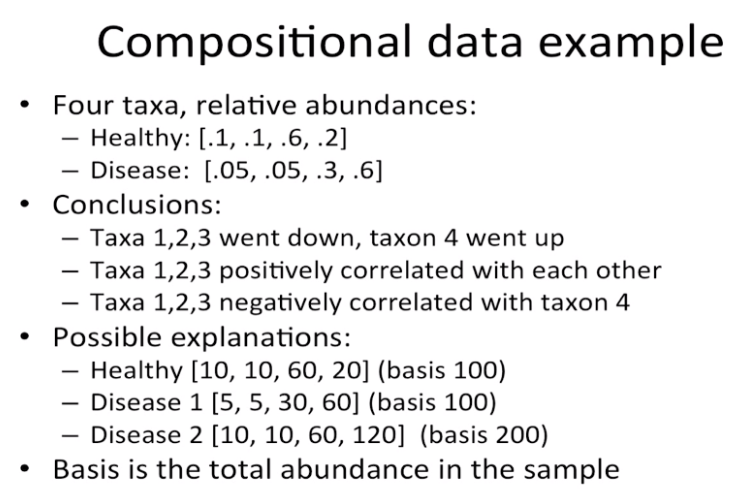 Compositional data example
• Four taxa, relative abundances:
– Healthy: [.1, .1, .6, .2]
– Disease: [.05, .05, .3, .6]
• Conclusions:
– Taxa 1,2,3 went down, taxon 4 went up
– Taxa 1,2,3 positively correlated with each other
– Taxa 1,2,3 negatively correlated with taxon 4
• Possible explanations:
– Healthy [10, 10, 60, 20] (basis 100)
– Disease 1 [5, 5, 30, 60] (basis 100)
– Disease 2 [10, 10, 60, 120] (basis 200)
• Basis is the total abundance in the sample